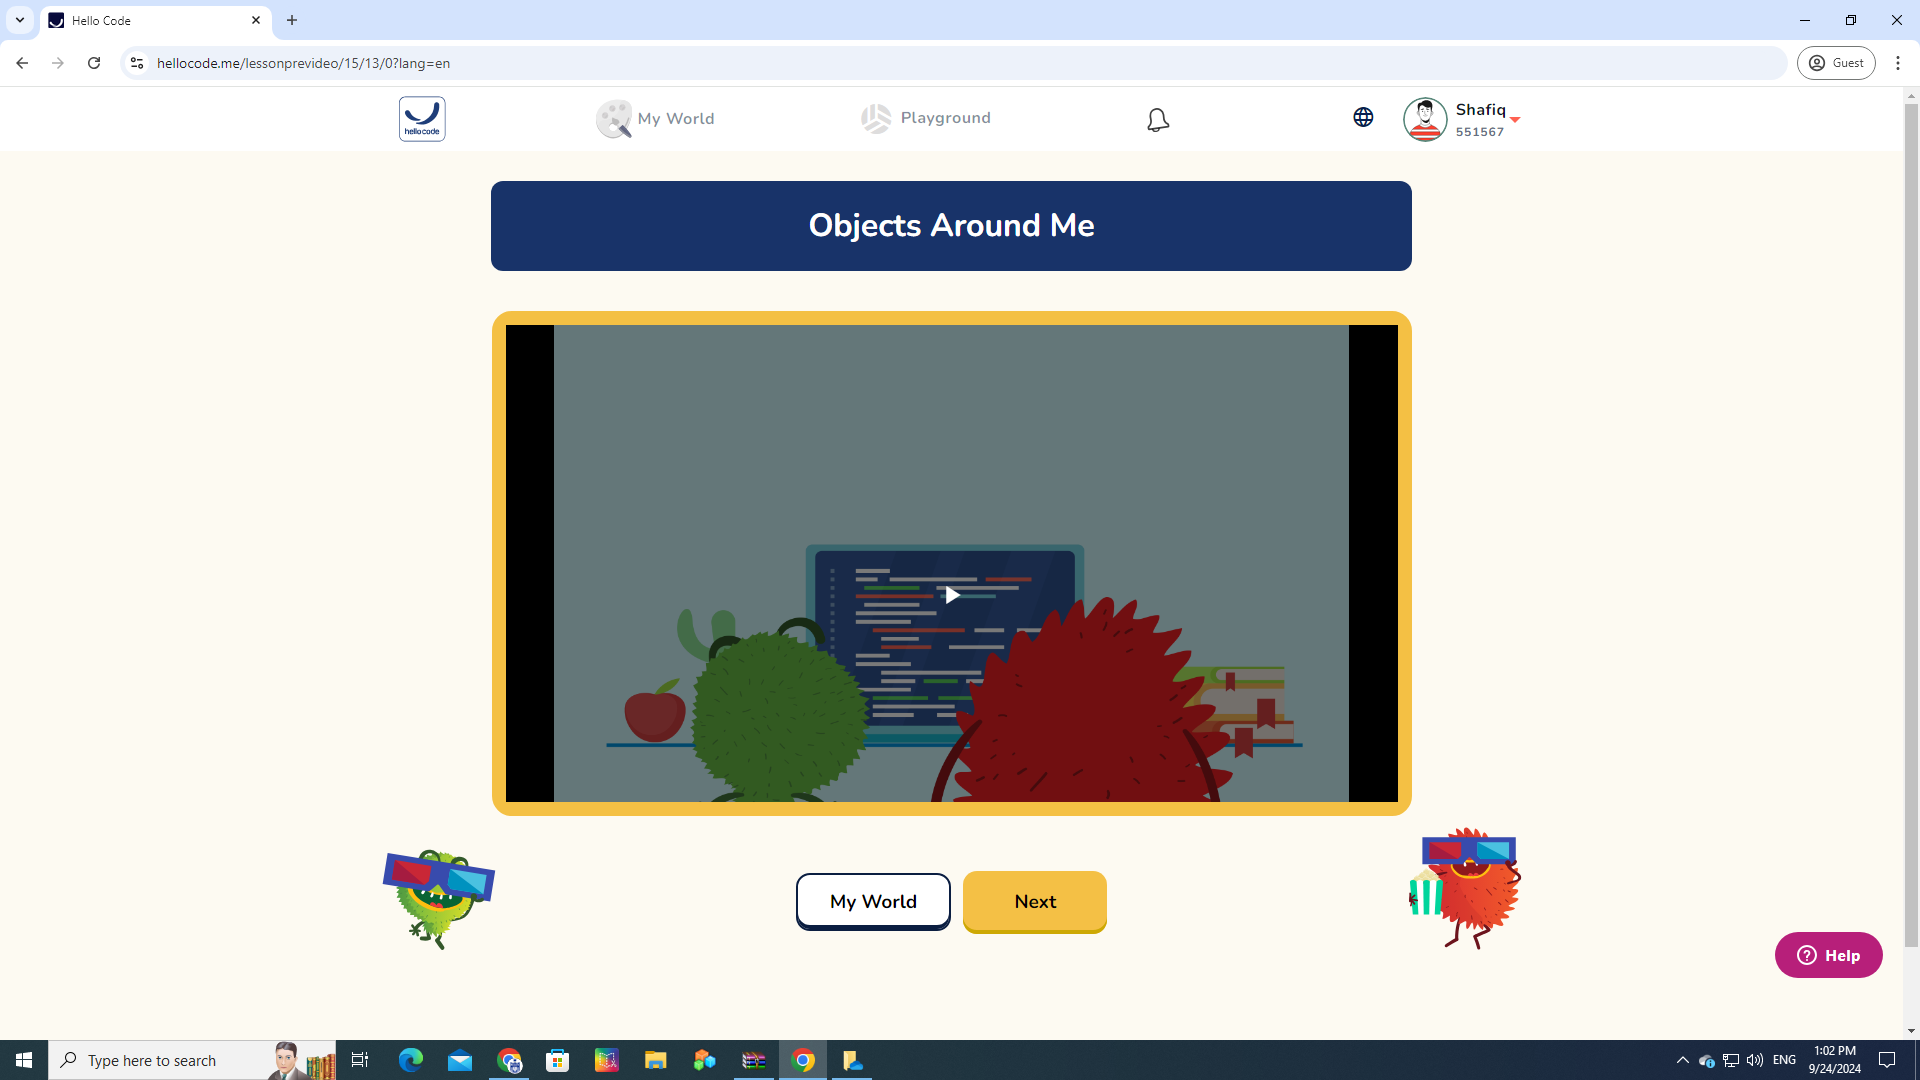 Hello Code
hellocode.me/lessonprevideo/15/13/0?lang=en
Guest
hello code
My World
Playground
Shafiq
551567
Objects Around Me
My World
Next
Help
Type here to search
ENG
1:02 PM
9/24/2024